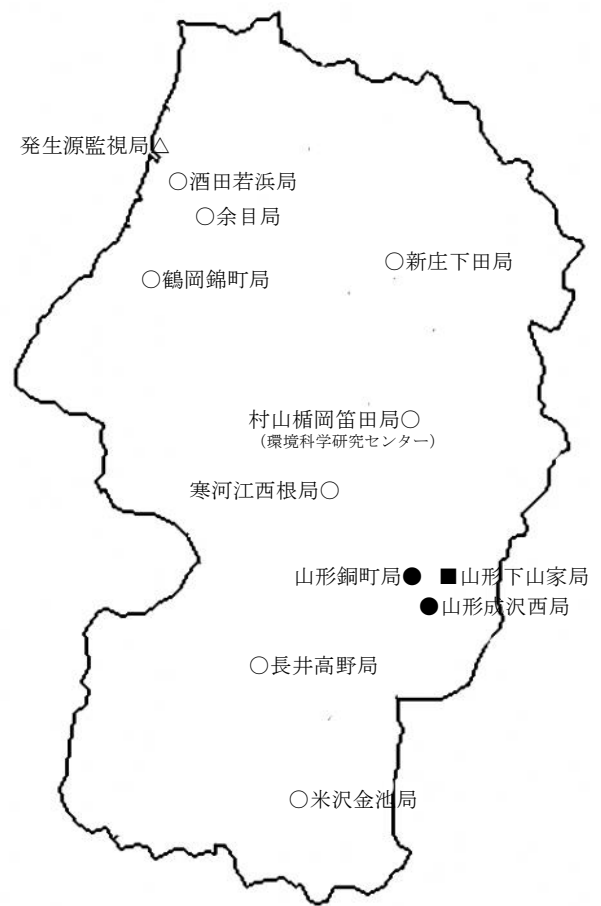 発生源監視局△
○酒田若浜局
○余目局
○新庄下田局
○鶴岡錦町局
村山楯岡笛田局○
（環境科学研究センター）
寒河江西根局○
山形銅町局● ■山形下山家局
●山形成沢西局
○長井高野局
○米沢金池局